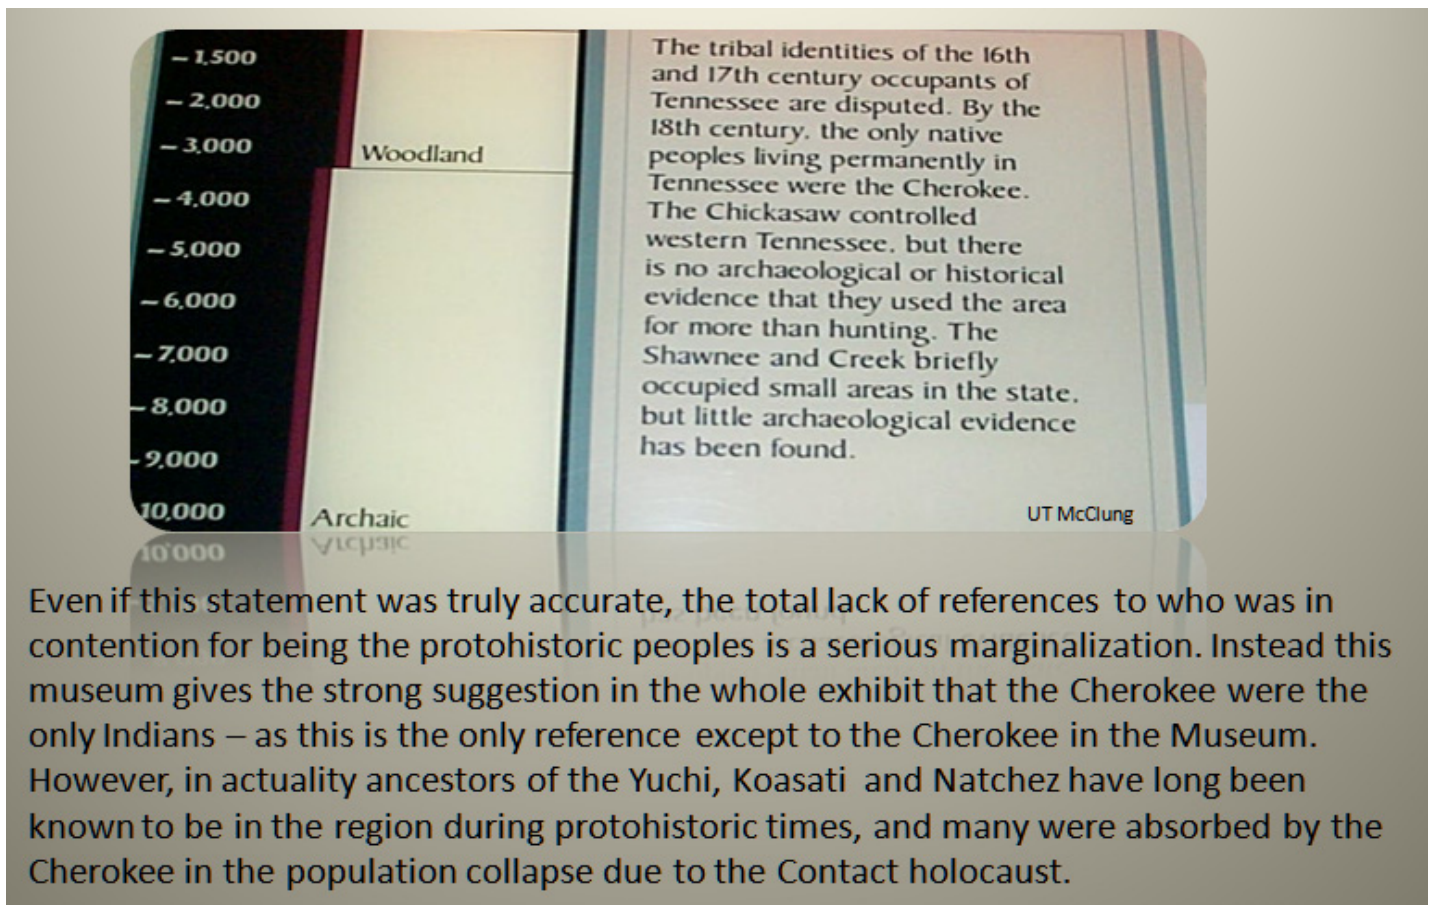 – 1,500
– 2,000
– 3,000
Woodland
– 4,000
– 5,000
– 6,000
– 7,000
– 8,000
– 9,000
10,000
Archaic
The tribal identities of the 16th
and 17th century occupants of
Tennessee are disputed. By the
18th century, the only native
peoples living permanently in
Tennessee were the Cherokee.
The Chickasaw controlled
western Tennessee, but there
is no archaeological or historical
evidence that they used the area
for more than hunting. The
Shawnee and Creek briefly
occupied small areas in the state,
but little archaeological evidence
has been found.
UT McClung
Even if this statement was truly accurate, the total lack of references to who was in
contention for being the protohistoric peoples is a serious marginalization. Instead this
museum gives the strong suggestion in the whole exhibit that the Cherokee were the
only Indians – as this is the only reference except to the Cherokee in the Museum.
However, in actuality ancestors of the Yuchi, Koasati and Natchez have long been
known to be in the region during protohistoric times, and many were absorbed by the
Cherokee in the population collapse due to the Contact holocaust.